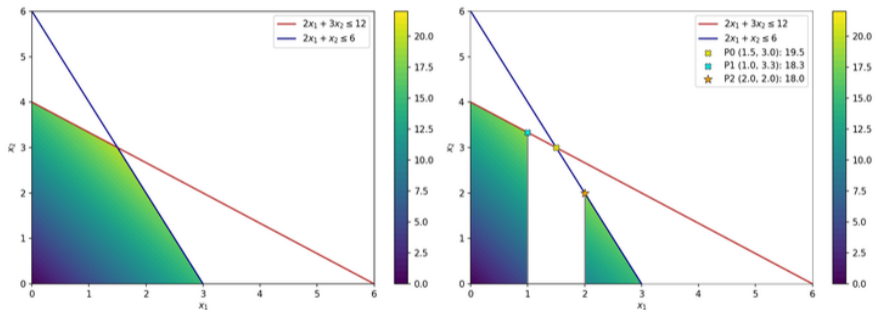 2x₁ + 3x₂ ≤ 12
2x₁ + x₂ ≤ 6
6
5
4
3
2
1
0
x₂
0 1 2 3 4 5 6
x₁
20.0
17.5
15.0
12.5
10.0
7.5
5.0
2.5
0.0
2x₁ + 3x₂ ≤ 12
2x₁ + x₂ ≤ 6
P0 (1.5, 3.0): 19.5
P1 (1.0, 3.3): 18.3
P2 (2.0, 2.0): 18.0
6
5
4
3
2
1
0
x₂
0 1 2 3 4 5 6
x₁
20.0
17.5
15.0
12.5
10.0
7.5
5.0
2.5
0.0